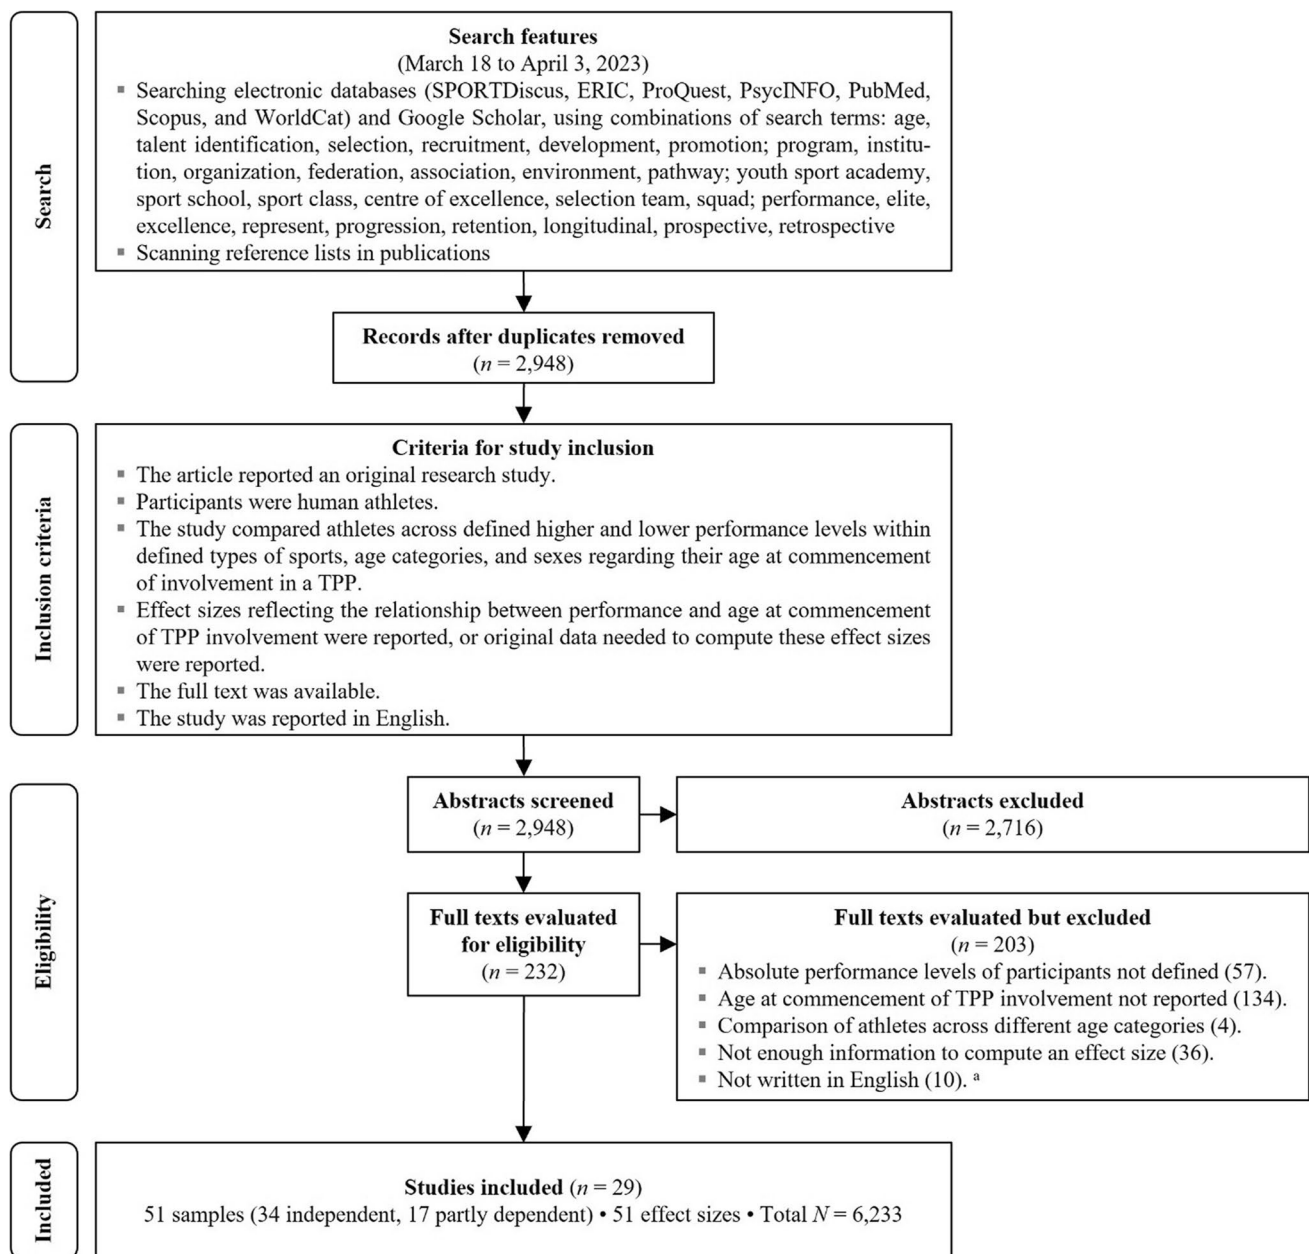 Search
Search features
(March 18 to April 3, 2023)
▪ Searching electronic databases (SPORTDiscus, ERIC, ProQuest, PsycINFO, PubMed,
Scopus, and WorldCat) and Google Scholar, using combinations of search terms: age,
talent identification, selection, recruitment, development, promotion; program, institu-
tion, organization, federation, association, environment, pathway; youth sport academy,
sport school, sport class, centre of excellence, selection team, squad; performance, elite,
excellence, represent, progression, retention, longitudinal, prospective, retrospective
▪ Scanning reference lists in publications
Records after duplicates removed
(n = 2,948)
Inclusion criteria
Criteria for study inclusion
▪ The article reported an original research study.
▪ Participants were human athletes.
▪ The study compared athletes across defined higher and lower performance levels within
defined types of sports, age categories, and sexes regarding their age at commencement
of involvement in a TPP.
▪ Effect sizes reflecting the relationship between performance and age at commencement
of TPP involvement were reported, or original data needed to compute these effect sizes
were reported.
▪ The full text was available.
▪ The study was reported in English.
Eligibility
Abstracts screened
(n = 2,948)
Abstracts excluded
(n = 2,716)
Full texts evaluated
for eligibility
(n = 232)
Full texts evaluated but excluded
(n = 203)
▪ Absolute performance levels of participants not defined (57).
▪ Age at commencement of TPP involvement not reported (134).
▪ Comparison of athletes across different age categories (4).
▪ Not enough information to compute an effect size (36).
▪ Not written in English (10). ª
Included
Studies included (n = 29)
51 samples (34 independent, 17 partly dependent) • 51 effect sizes • Total N = 6,233